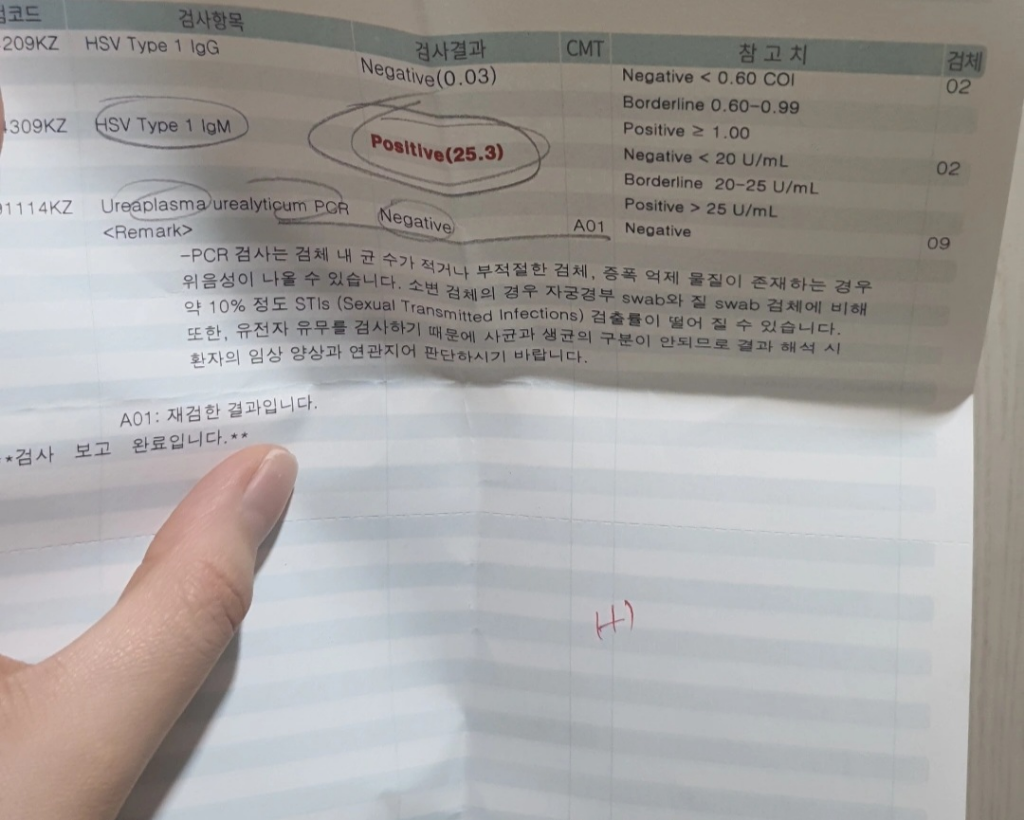 검사항목 검사결과 CMT 참 고 치 검체
209KZ HSV Type 1 IgG Negative(0.03) Negative < 0.60 COI 02
Borderline 0.60-0.99
Positive ≥ 1.00
309KZ HSV Type 1 IgM Positive(25.3) Negative < 20 U/mL 02
Borderline 20-25 U/mL
Positive > 25 U/mL
1114KZ Ureaplasma urealyticum PCR Negative A01 Negative 09
<Remark>
-PCR 검사는 검체 내 균 수가 적거나 부적절한 검체, 증폭 억제 물질이 존재하는 경우
위음성이 나올 수 있습니다. 소변 검체의 경우 자궁경부 swab와 질 swab 검체에 비해
약 10% 정도 STIs (Sexual Transmitted Infections) 검출률이 떨어 질 수 있습니다.
또한, 유전자 유무를 검사하기 때문에 사균과 생균의 구분이 안되므로 결과 해석 시
환자의 임상 양상과 연관지어 판단하시기 바랍니다.
A01: 재검한 결과입니다.
*검사 보고 완료입니다.**